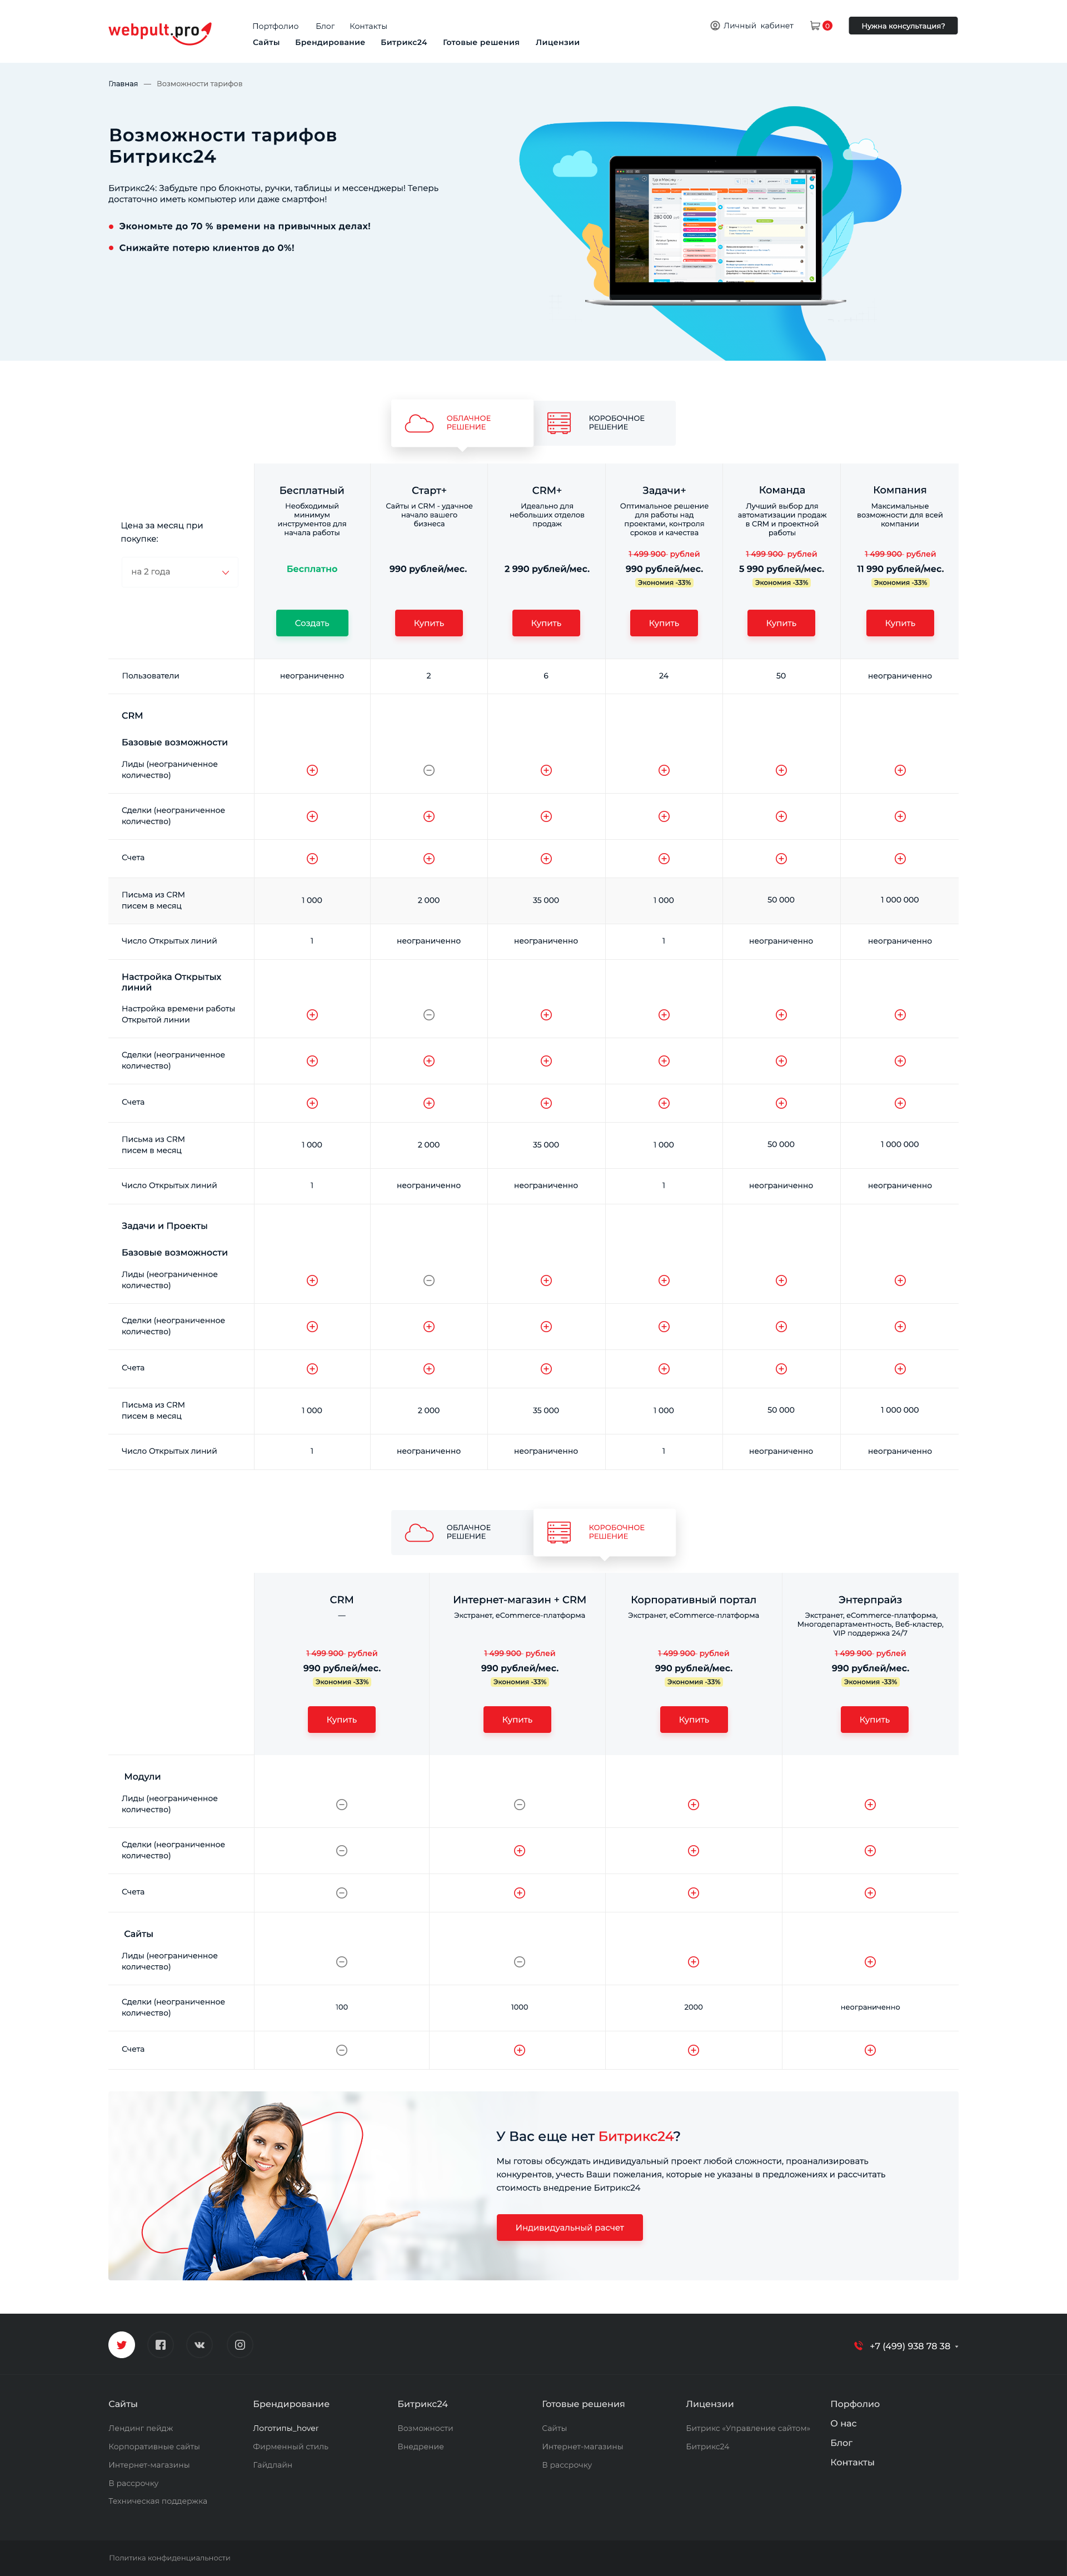 webpult.pro
Портфолио Блог Контакты
Сайты Брендирование Битрикс24 Готовые решения Лицензии
Личный кабинет
0
Нужна консультация?
Главная — Возможности тарифов
Возможности тарифов
Битрикс24
Битрикс24: Забудьте про блокноты, ручки, таблицы и мессенджеры! Теперь
достаточно иметь компьютер или даже смартфон!
Экономьте до 70 % времени на привычных делах!
Снижайте потерю клиентов до 0%!
ОБЛАЧНОЕ
РЕШЕНИЕ
КОРОБОЧНОЕ
РЕШЕНИЕ
Цена за месяц при
покупке:
на 2 года
Бесплатный
Необходимый
минимум
инструментов для
начала работы
Бесплатно
Создать
Старт+
Сайты и CRM - удачное
начало вашего
бизнеса
990 рублей/мес.
Купить
CRM+
Идеально для
небольших отделов
продаж
2 990 рублей/мес.
Купить
Задачи+
Оптимальное решение
для работы над
проектами, контроля
сроков и качества
1 499 900 рублей
990 рублей/мес.
Экономия -33%
Купить
Команда
Лучший выбор для
автоматизации продаж
в CRM и проектной
работы
1 499 900 рублей
5 990 рублей/мес.
Экономия -33%
Купить
Компания
Максимальные
возможности для всей
компании
1 499 900 рублей
11 990 рублей/мес.
Экономия -33%
Купить
Пользователи неограниченно 2 6 24 50 неограниченно
CRM
Базовые возможности
Лиды (неограниченное
количество)
Сделки (неограниченное
количество)
Счета
Письма из CRM
писем в месяц
1 000 2 000 35 000 1 000 50 000 1 000 000
Число Открытых линий 1 неограниченно неограниченно 1 неограниченно неограниченно
Настройка Открытых
линий
Настройка времени работы
Открытой линии
Сделки (неограниченное
количество)
Счета
Письма из CRM
писем в месяц
1 000 2 000 35 000 1 000 50 000 1 000 000
Число Открытых линий 1 неограниченно неограниченно 1 неограниченно неограниченно
Задачи и Проекты
Базовые возможности
Лиды (неограниченное
количество)
Сделки (неограниченное
количество)
Счета
Письма из CRM
писем в месяц
1 000 2 000 35 000 1 000 50 000 1 000 000
Число Открытых линий 1 неограниченно неограниченно 1 неограниченно неограниченно
ОБЛАЧНОЕ
РЕШЕНИЕ
КОРОБОЧНОЕ
РЕШЕНИЕ
CRM
—
1 499 900 рублей
990 рублей/мес.
Экономия -33%
Купить
Интернет-магазин + CRM
Экстранет, eCommerce-платформа
1 499 900 рублей
990 рублей/мес.
Экономия -33%
Купить
Корпоративный портал
Экстранет, eCommerce-платформа
1 499 900 рублей
990 рублей/мес.
Экономия -33%
Купить
Энтерпрайз
Экстранет, eCommerce-платформа,
Многодепартаментность, Веб-кластер,
VIP поддержка 24/7
1 499 900 рублей
990 рублей/мес.
Экономия -33%
Купить
Модули
Лиды (неограниченное
количество)
Сделки (неограниченное
количество)
Счета
Сайты
Лиды (неограниченное
количество)
Сделки (неограниченное
количество)
100 1000 2000 неограниченно
Счета
У Вас еще нет Битрикс24?
Мы готовы обсуждать индивидуальный проект любой сложности, проанализировать
конкурентов, учесть Ваши пожелания, которые не указаны в предложениях и рассчитать
стоимость внедрение Битрикс24
Индивидуальный расчет
+7 (499) 938 78 38
Сайты
Лендинг пейдж
Корпоративные сайты
Интернет-магазины
В рассрочку
Техническая поддержка
Брендирование
Логотипы_hover
Фирменный стиль
Гайдлайн
Битрикс24
Возможности
Внедрение
Готовые решения
Сайты
Интернет-магазины
В рассрочку
Лицензии
Битрикс «Управление сайтом»
Битрикс24
Порфолио
О нас
Блог
Контакты
Политика конфиденциальности